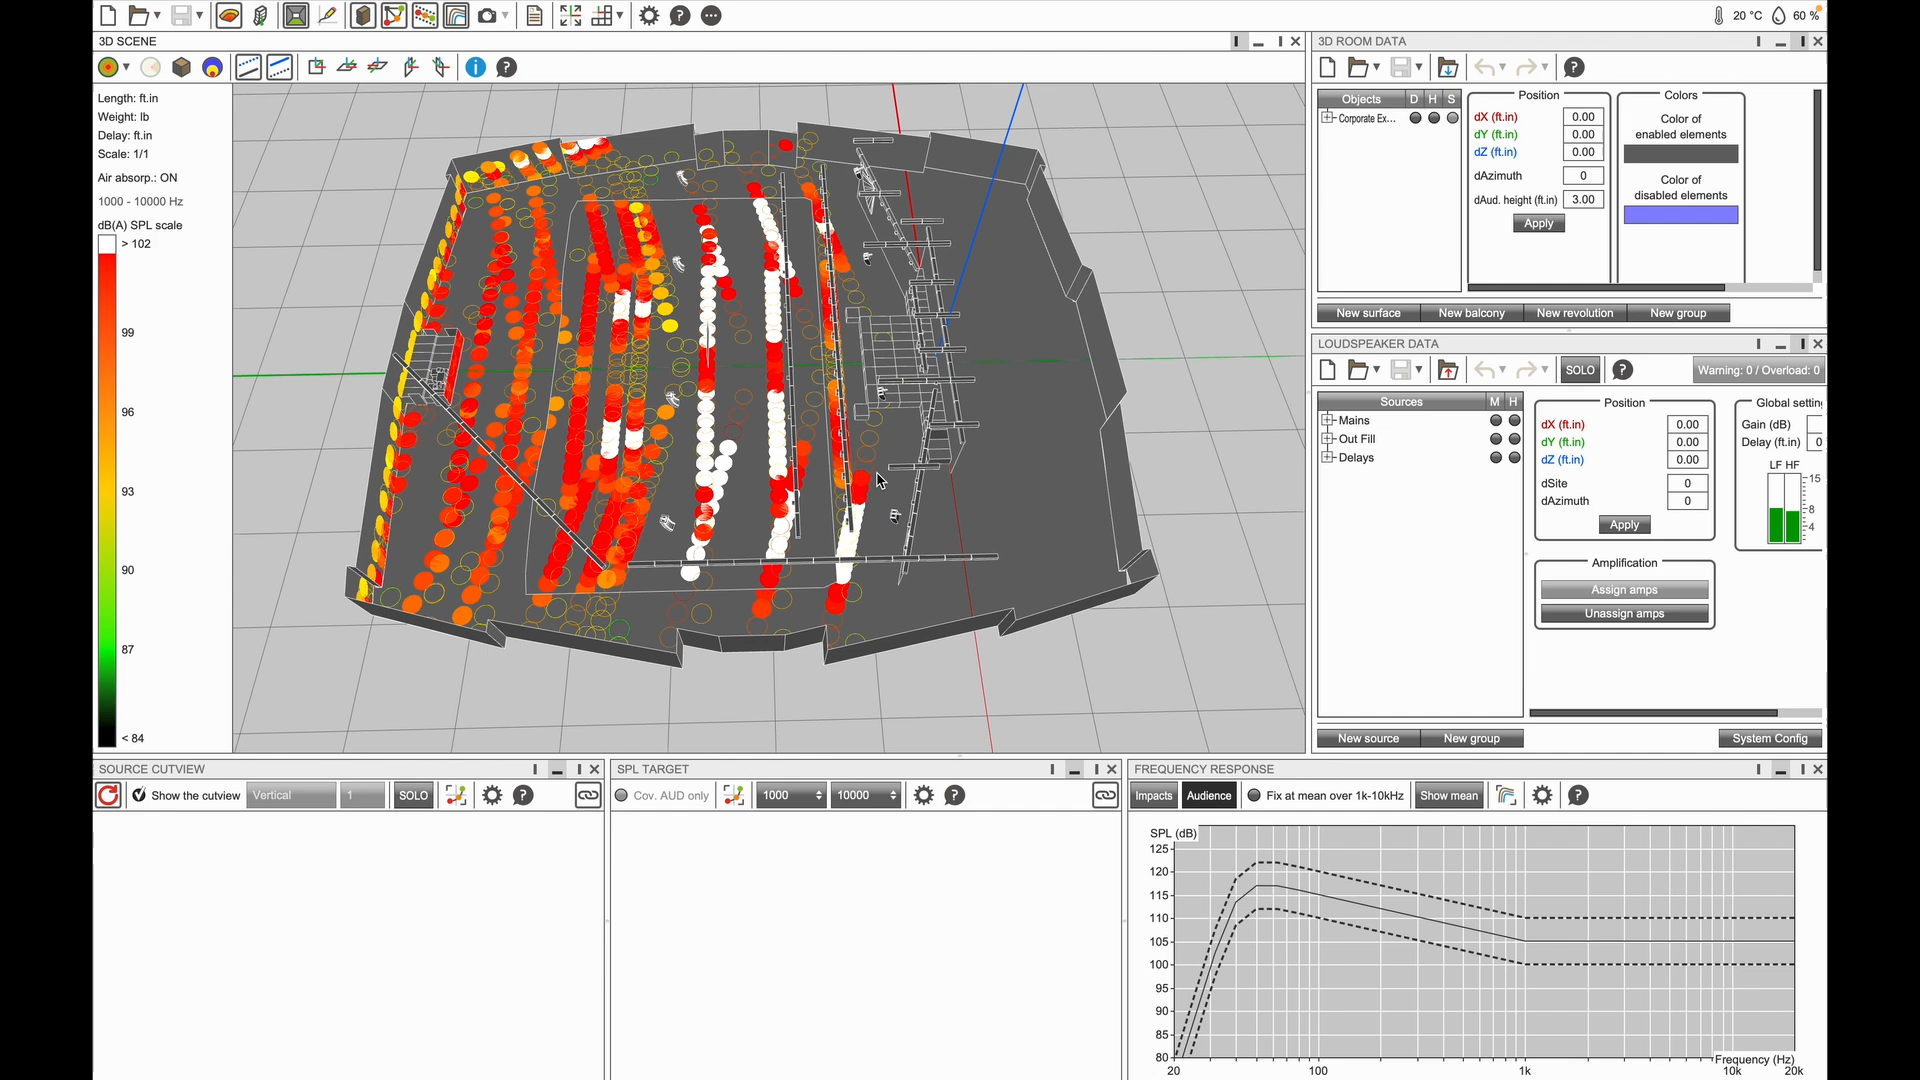 20 °C
60 %
3D SCENE
3D ROOM DATA
Length: ft.in
Weight: lb
Delay: ft.in
Scale: 1/1
Air absorp.: ON
1000 - 10000 Hz
dB(A) SPL scale
> 102
99
96
93
90
87
< 84
Objects D H S
Corporate Ex...
Position
dX (ft.in) 0.00
dY (ft.in) 0.00
dZ (ft.in) 0.00
dAzimuth 0
dAud. height (ft.in) 3.00
Apply
Colors
Color of
enabled elements
Color of
disabled elements
New surface
New balcony
New revolution
New group
LOUDSPEAKER DATA
SOLO
Warning: 0 / Overload: 0
Sources M H
Mains
Out Fill
Delays
Position
dX (ft.in) 0.00
dY (ft.in) 0.00
dZ (ft.in) 0.00
dSite 0
dAzimuth 0
Apply
Global settin
Gain (dB)
Delay (ft.in) 0
LF HF
15
8
4
Amplification
Assign amps
Unassign amps
New source
New group
System Config
SOURCE CUTVIEW
Show the cutview
Vertical
1
SOLO
SPL TARGET
Cov. AUD only
1000
10000
FREQUENCY RESPONSE
Impacts
Audience
Fix at mean over 1k-10kHz
Show mean
SPL (dB)
125
120
115
110
105
100
95
90
85
80
Frequency (Hz)
20
100
1k
10k
20k